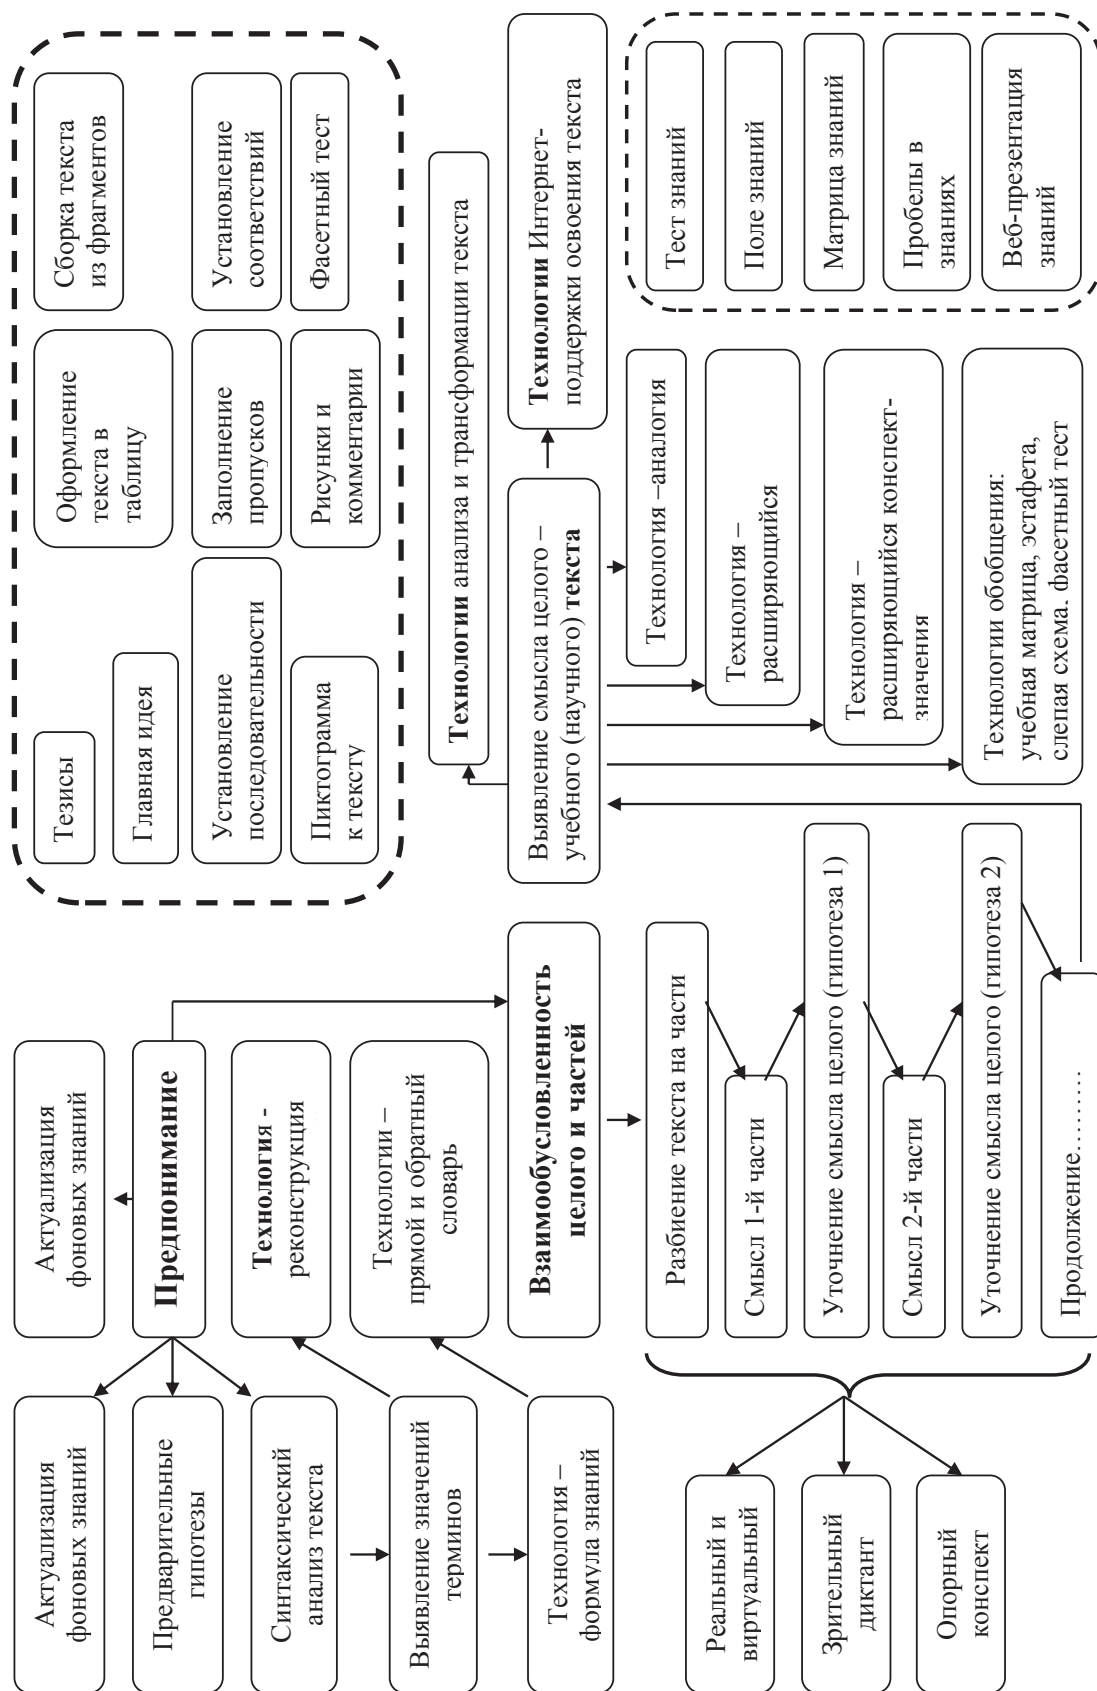 Актуализация
фоновых знаний
Предварительные
гипотезы
Синтаксический
анализ текста
Выявление значений
терминов
Технология –
формула знаний
Реальный и
виртуальный
Зрительный
диктант
Опорный
конспект
Актуализация
фоновых знаний
Предпонимание
Технология -
реконструкция
Технологии –
прямой и обратный
словарь
Взаимообусловленность
целого и частей
Разбиение текста на части
Смысл 1-й части
Уточнение смысла целого (гипотеза 1)
Смысл 2-й части
Уточнение смысла целого (гипотеза 2)
Продолжение………
Тезисы
Главная идея
Установление
последовательности
Пиктограмма
к тексту
Оформление
текста в
таблицу
Заполнение
пропусков
Рисунки и
комментарии
Сборка текста
из фрагментов
Установление
соответствий
Фасетный тест
Технологии анализа и трансформации текста
Выявление смысла целого –
учебного (научного) текста
Технологии Интернет-
поддержки освоения текста
Технология –аналогия
Технология –
расширяющийся
Технология –
расширяющийся конспект-
значения
Технологии обобщения:
учебная матрица, эстафета,
слепая схема. фасетный тест
Тест знаний
Поле знаний
Матрица знаний
Пробелы в
знаниях
Веб-презентация
знаний